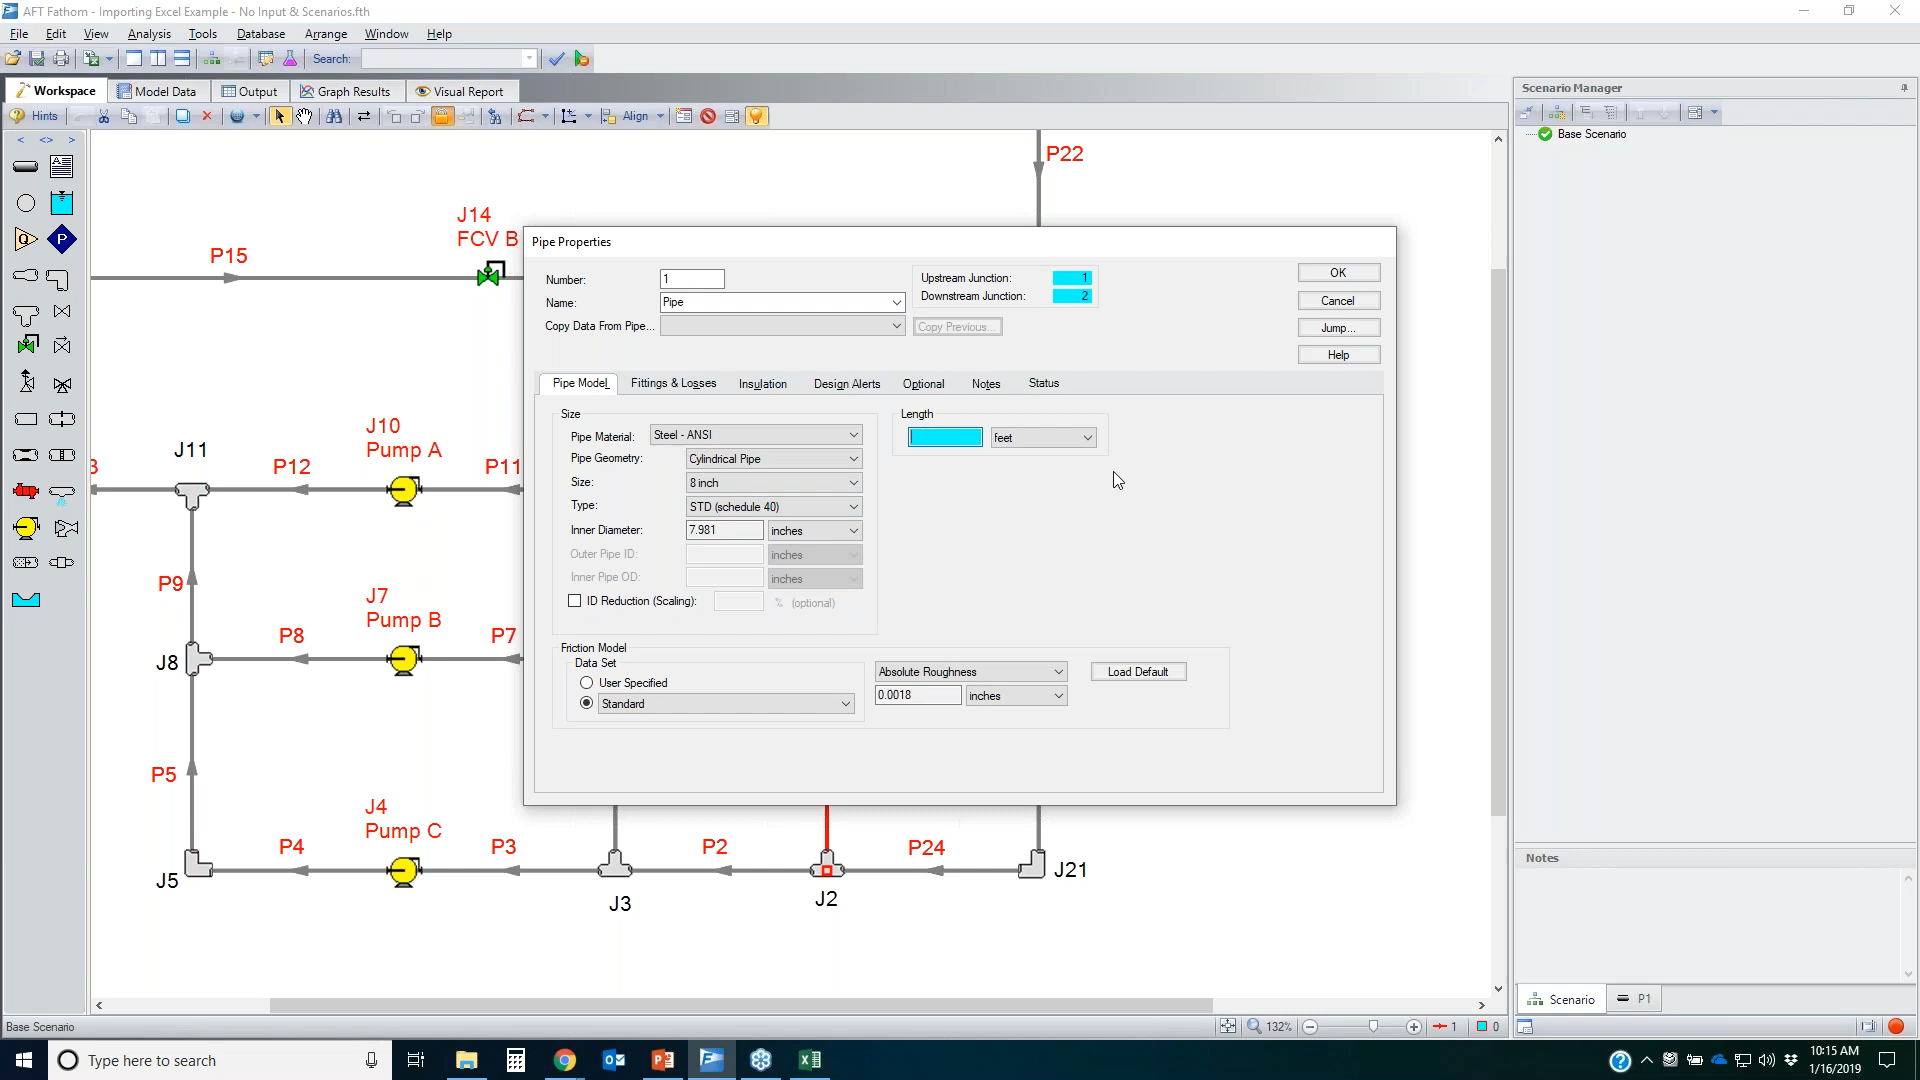 AFT Fathom - Importing Excel Example - No Input & Scenarios.fth
File Edit View Analysis Tools Database Arrange Window Help
Search:
Workspace Model Data Output Graph Results Visual Report
Hints Align
Scenario Manager
Base Scenario
P22
J14
FCV B
P15
J10
Pump A
J11
P12
P11
3
P9
J7
Pump B
P8
P7
J8
P5
J4
Pump C
P4
P3
P2
P24
J5
J3
J2
J21
Pipe Properties
Number: 1
Name: Pipe
Copy Data From Pipe... Copy Previous...
Upstream Junction: 1
Downstream Junction: 2
OK
Cancel
Jump...
Help
Pipe Model Fittings & Losses Insulation Design Alerts Optional Notes Status
Size
Pipe Material: Steel - ANSI
Pipe Geometry: Cylindrical Pipe
Size: 8 inch
Type: STD (schedule 40)
Inner Diameter: 7.981 inches
Outer Pipe ID: inches
Inner Pipe OD: inches
ID Reduction (Scaling): % (optional)
Length
feet
Friction Model
Data Set
User Specified
Standard
Absolute Roughness
0.0018 inches
Load Default
Notes
Scenario P1
Base Scenario
132% 1 0
Type here to search
10:15 AM
1/16/2019